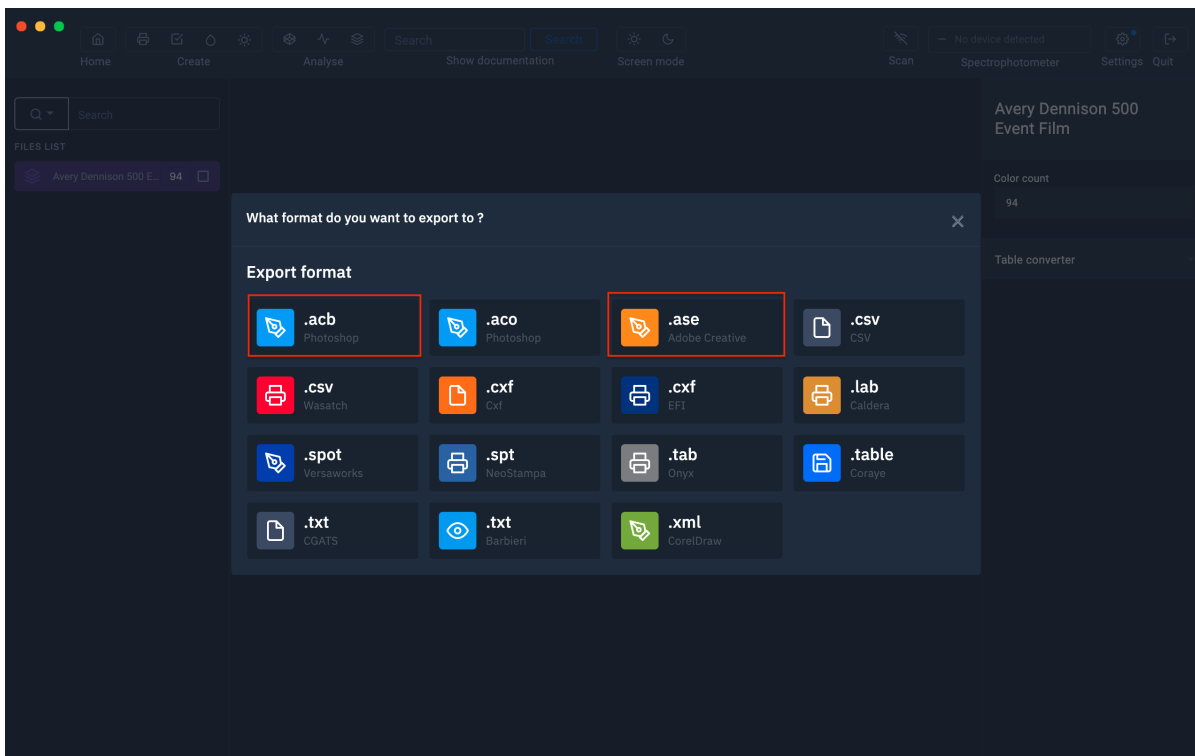 Search
Search
No device detected
Home
Create
Analyse
Show documentation
Screen mode
Scan
Spectrophotometer
Settings
Quit
Search
FILES LIST
Avery Dennison 500 E... 94
Avery Dennison 500
Event Film
Color count
94
Table converter
What format do you want to export to ?
Export format
.acb
Photoshop
.aco
Photoshop
.ase
Adobe Creative
.csv
CSV
.csv
Wasatch
.cxf
Cxf
.cxf
EFI
.lab
Caldera
.spot
Versaworks
.spt
NeoStampa
.tab
Onyx
.table
Coraye
.txt
CGATS
.txt
Barbieri
.xml
CorelDraw